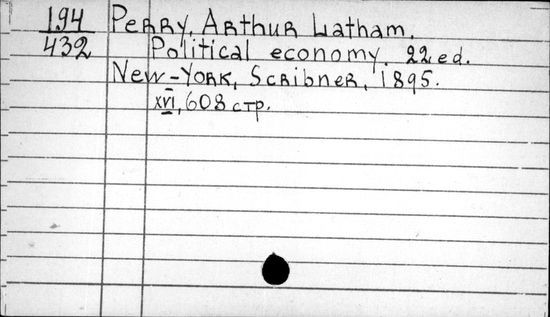 194 Perry, Arthur Latham.
432 Political economy. 22 ed.
New-York, Scribner, 1895.
XVI, 608 стр.